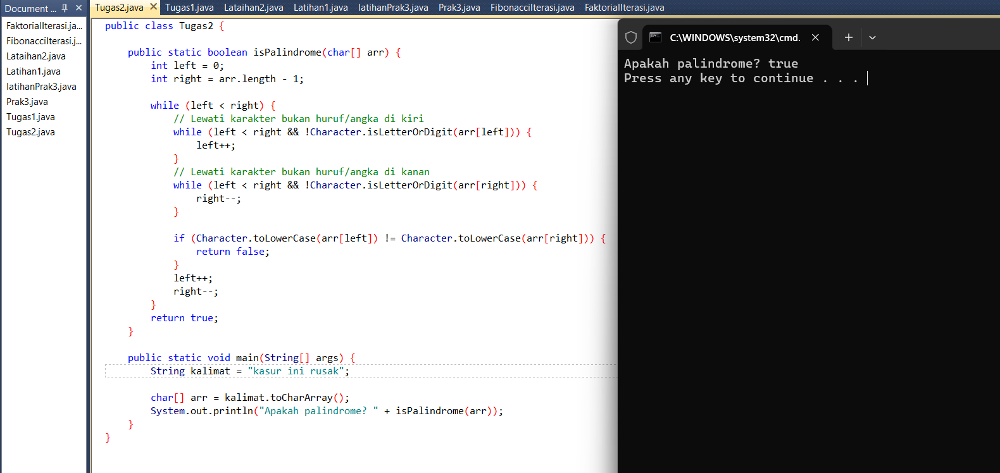 Document ...
FaktorialIterasi.ja...
FibonacciIterasi.j...
Lataihan2.java
Latihan1.java
latihanPrak3.java
Prak3.java
Tugas1.java
Tugas2.java
Tugas2.java Tugas1.java Lataihan2.java Latihan1.java latihanPrak3.java Prak3.java FibonacciIterasi.java FaktorialIterasi.java
public class Tugas2 {
public static boolean isPalindrome(char[] arr) {
int left = 0;
int right = arr.length - 1;
while (left < right) {
// Lewati karakter bukan huruf/angka di kiri
while (left < right && !Character.isLetterOrDigit(arr[left])) {
left++;
}
// Lewati karakter bukan huruf/angka di kanan
while (left < right && !Character.isLetterOrDigit(arr[right])) {
right--;
}
if (Character.toLowerCase(arr[left]) != Character.toLowerCase(arr[right])) {
return false;
}
left++;
right--;
}
return true;
}
public static void main(String[] args) {
String kalimat = "kasur ini rusak";
char[] arr = kalimat.toCharArray();
System.out.println("Apakah palindrome? " + isPalindrome(arr));
}
}
C:\WINDOWS\system32\cmd.
Apakah palindrome? true
Press any key to continue . . .